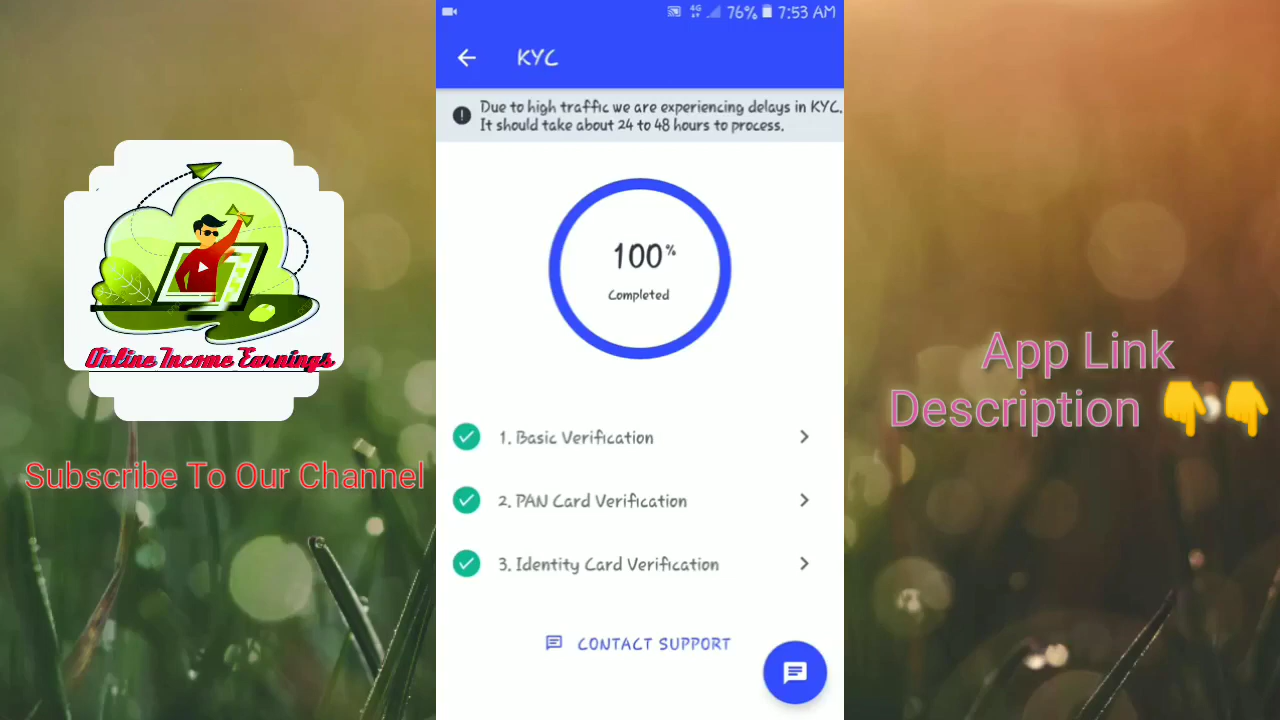 76% 7:53 AM
4G
KYC
Due to high traffic we are experiencing delays in KYC.
It should take about 24 to 48 hours to process.
100%
Completed
1. Basic Verification
2. PAN Card Verification
3. Identity Card Verification
CONTACT SUPPORT
Online Income Earnings
Subscribe To Our Channel
App Link
Description 👇👇